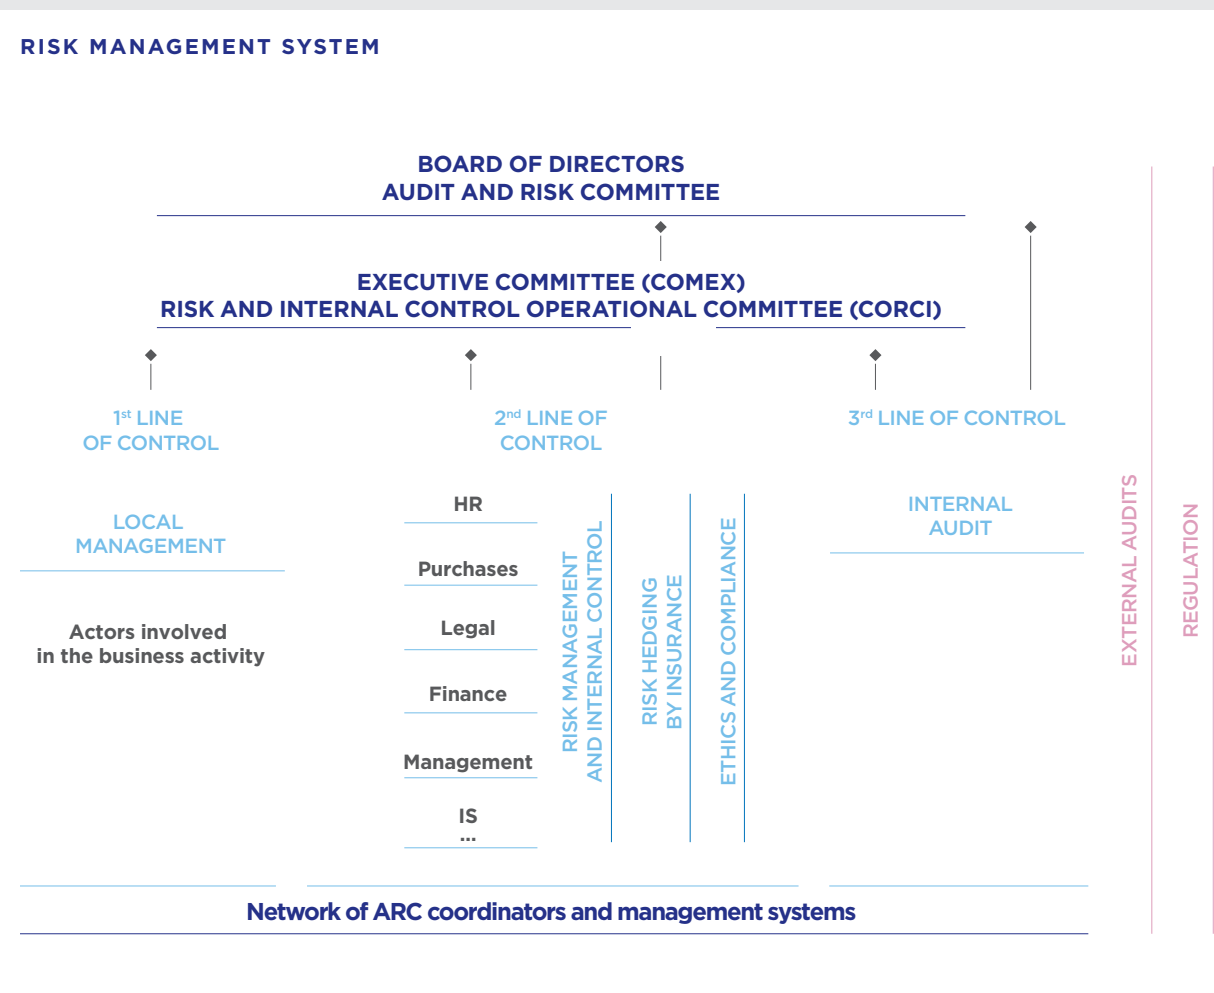 RISK MANAGEMENT SYSTEM
BOARD OF DIRECTORS
AUDIT AND RISK COMMITTEE
EXECUTIVE COMMITTEE (COMEX)
RISK AND INTERNAL CONTROL OPERATIONAL COMMITTEE (CORCI)
1st LINE
OF CONTROL
LOCAL
MANAGEMENT
Actors involved
in the business activity
2nd LINE OF
CONTROL
HR
Purchases
Legal
Finance
Management
IS
...
RISK MANAGEMENT
AND INTERNAL CONTROL
RISK HEDGING
BY INSURANCE
ETHICS AND COMPLIANCE
3rd LINE OF CONTROL
INTERNAL
AUDIT
EXTERNAL AUDITS
REGULATION
Network of ARC coordinators and management systems